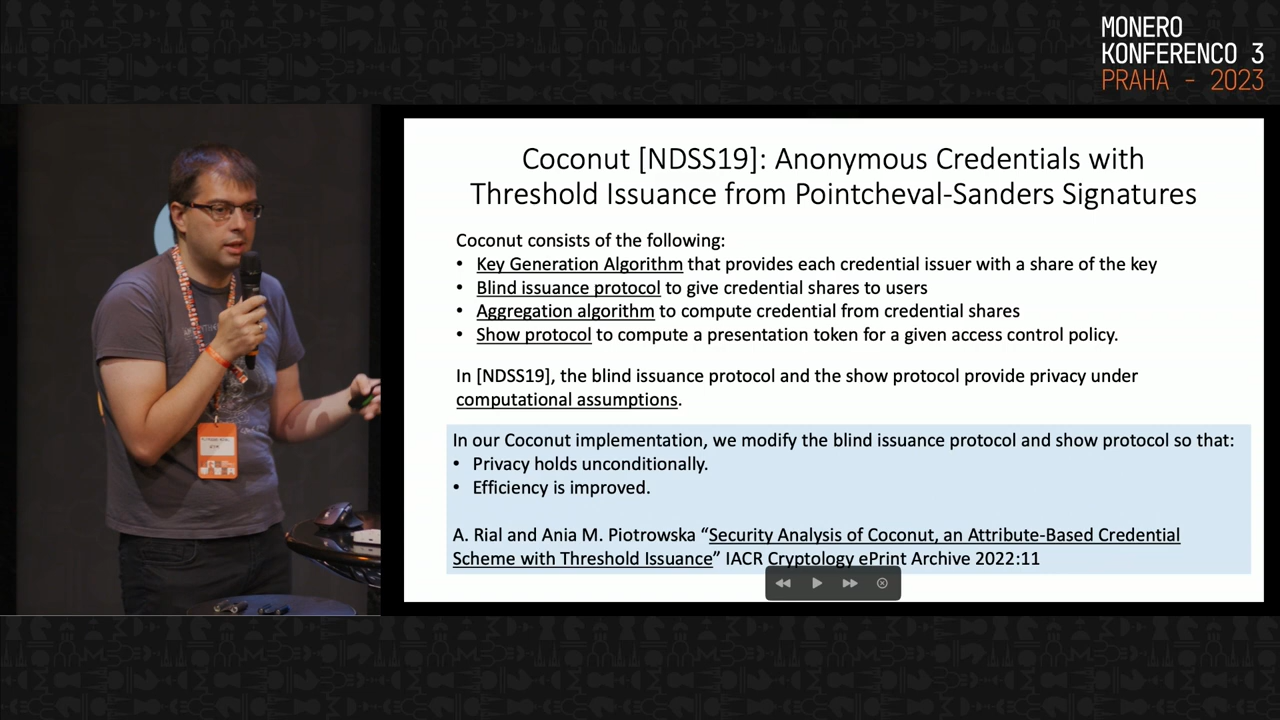 MONERO
KONFERENCO 3
PRAHA - 2023
Coconut [NDSS19]: Anonymous Credentials with
Threshold Issuance from Pointcheval-Sanders Signatures
Coconut consists of the following:
• Key Generation Algorithm that provides each credential issuer with a share of the key
• Blind issuance protocol to give credential shares to users
• Aggregation algorithm to compute credential from credential shares
• Show protocol to compute a presentation token for a given access control policy.
In [NDSS19], the blind issuance protocol and the show protocol provide privacy under
computational assumptions.
In our Coconut implementation, we modify the blind issuance protocol and show protocol so that:
• Privacy holds unconditionally.
• Efficiency is improved.
A. Rial and Ania M. Piotrowska “Security Analysis of Coconut, an Attribute-Based Credential
Scheme with Threshold Issuance” IACR Cryptology ePrint Archive 2022:11